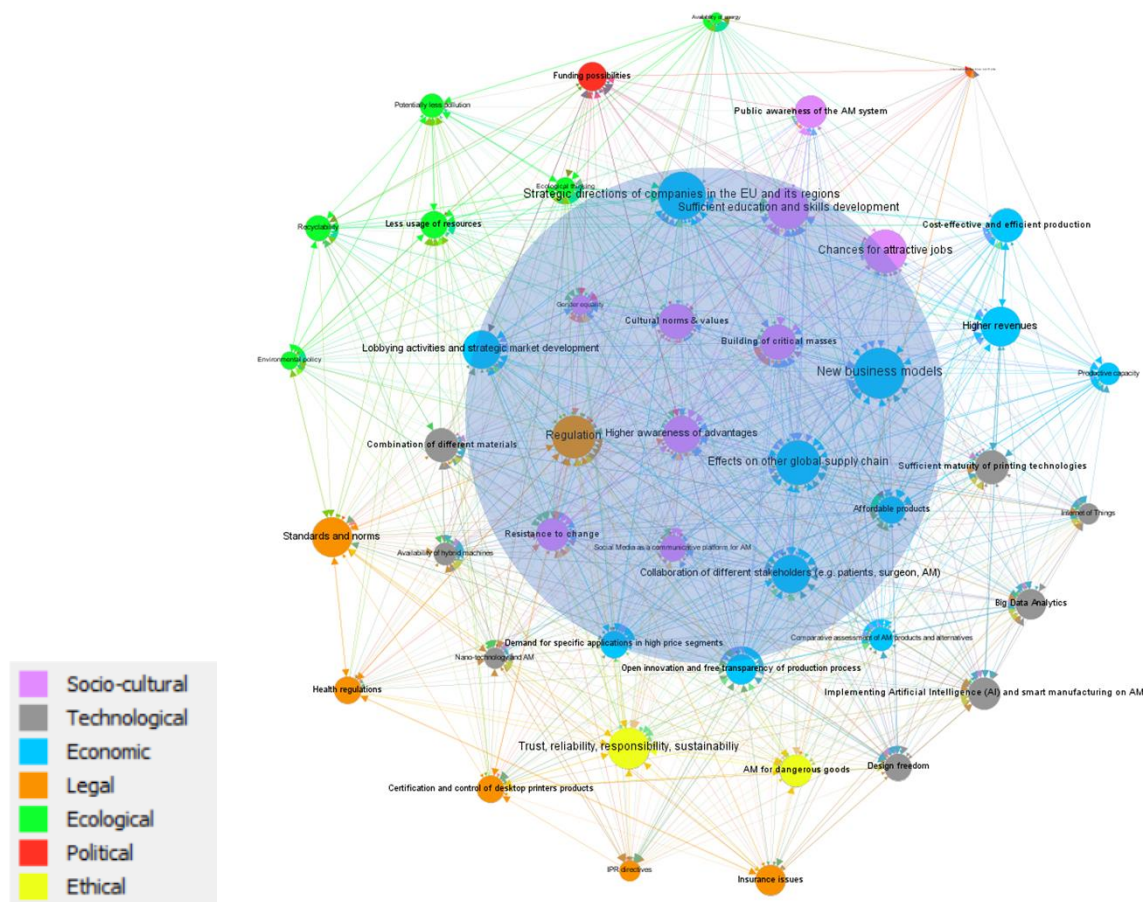 Availability of energy
Funding possibilities
Potentially less pollution
Public awareness of the AM system
Ecological thinking
Strategic directions of companies in the EU and its regions
Sufficient education and skills development
Recyclability
Less usage of resources
Cost-effective and efficient production
Chances for attractive jobs
Gender equality
Cultural norms & values
Building of critical masses
Higher revenues
Lobbying activities and strategic market development
Environmental policy
New business models
Productive capacity
Combination of different materials
Regulation
Higher awareness of advantages
Effects on other global supply chain
Sufficient maturity of printing technologies
Affordable products
Internet of Things
Standards and norms
Resistance to change
Availability of hybrid machines
Social Media as a communicative platform for AM
Collaboration of different stakeholders (e.g. patients, surgeon, AM)
Big Data Analytics
Demand for specific applications in high price segments
Comparative assessment of AM products and alternatives
Nano-technology and AM
Open innovation and free transparency of production process
Health regulations
Implementing Artificial Intelligence (AI) and smart manufacturing on AM
Trust, reliability, responsibility, sustainabiliy
AM for dangerous goods
Design freedom
Certification and control of desktop printers products
IPR directives
Insurance issues
Socio-cultural
Technological
Economic
Legal
Ecological
Political
Ethical